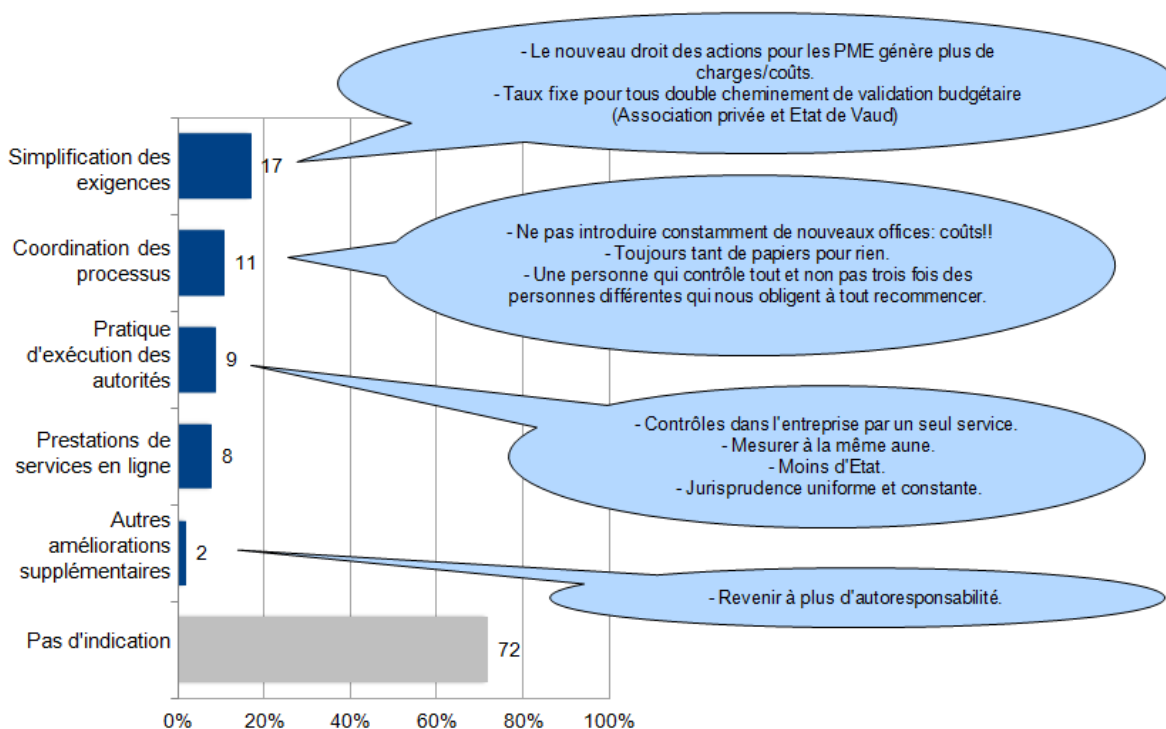 - Le nouveau droit des actions pour les PME génère plus de
charges/coûts.
- Taux fixe pour tous double cheminement de validation budgétaire
(Association privée et Etat de Vaud)
Simplification des
exigences
17
- Ne pas introduire constamment de nouveaux offices: coûts!!
- Toujours tant de papiers pour rien.
- Une personne qui contrôle tout et non pas trois fois des
personnes différentes qui nous obligent à tout recommencer.
Coordination des
processus
11
Pratique
d'exécution des
autorités
9
- Contrôles dans l'entreprise par un seul service.
- Mesurer à la même aune.
- Moins d'Etat.
- Jurisprudence uniforme et constante.
Prestations de
services en ligne
8
Autres
améliorations
supplémentaires
2
- Revenir à plus d'autoresponsabilité.
Pas d'indication
72
0% 20% 40% 60% 80% 100%